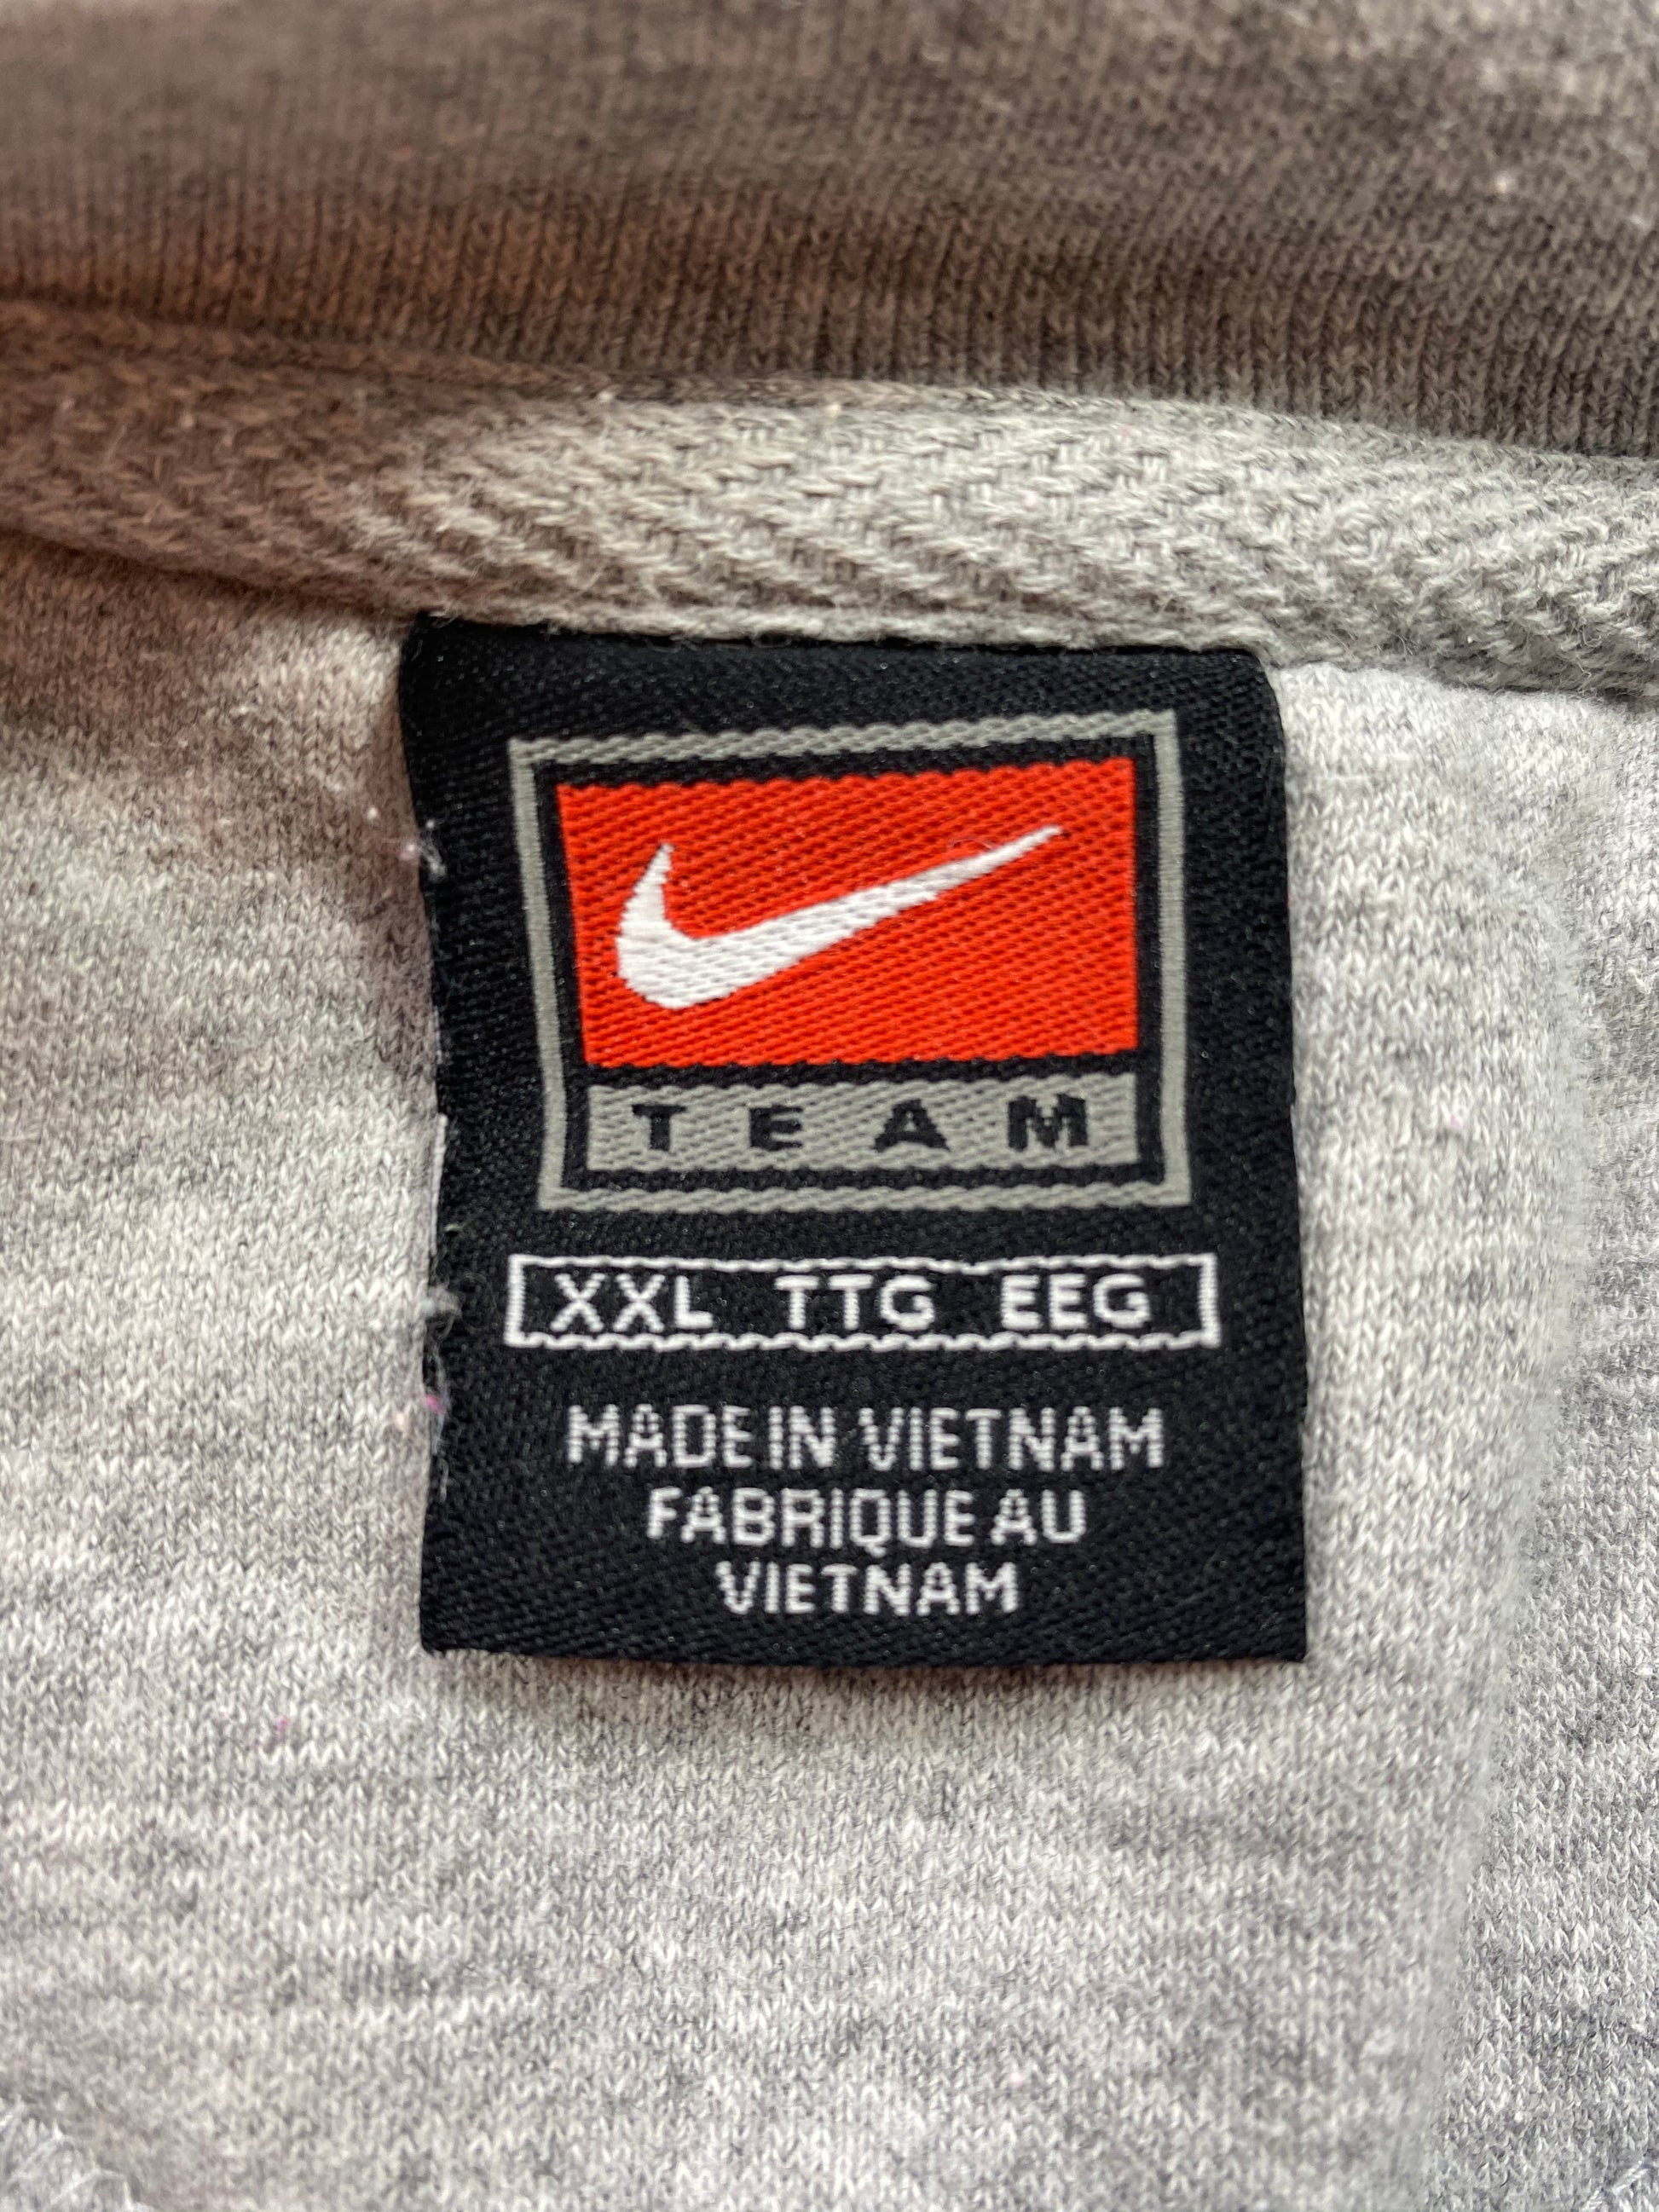 TEAM
XXL TTG EEG
MADE IN VIETNAM
FABRIQUE AU
VIETNAM